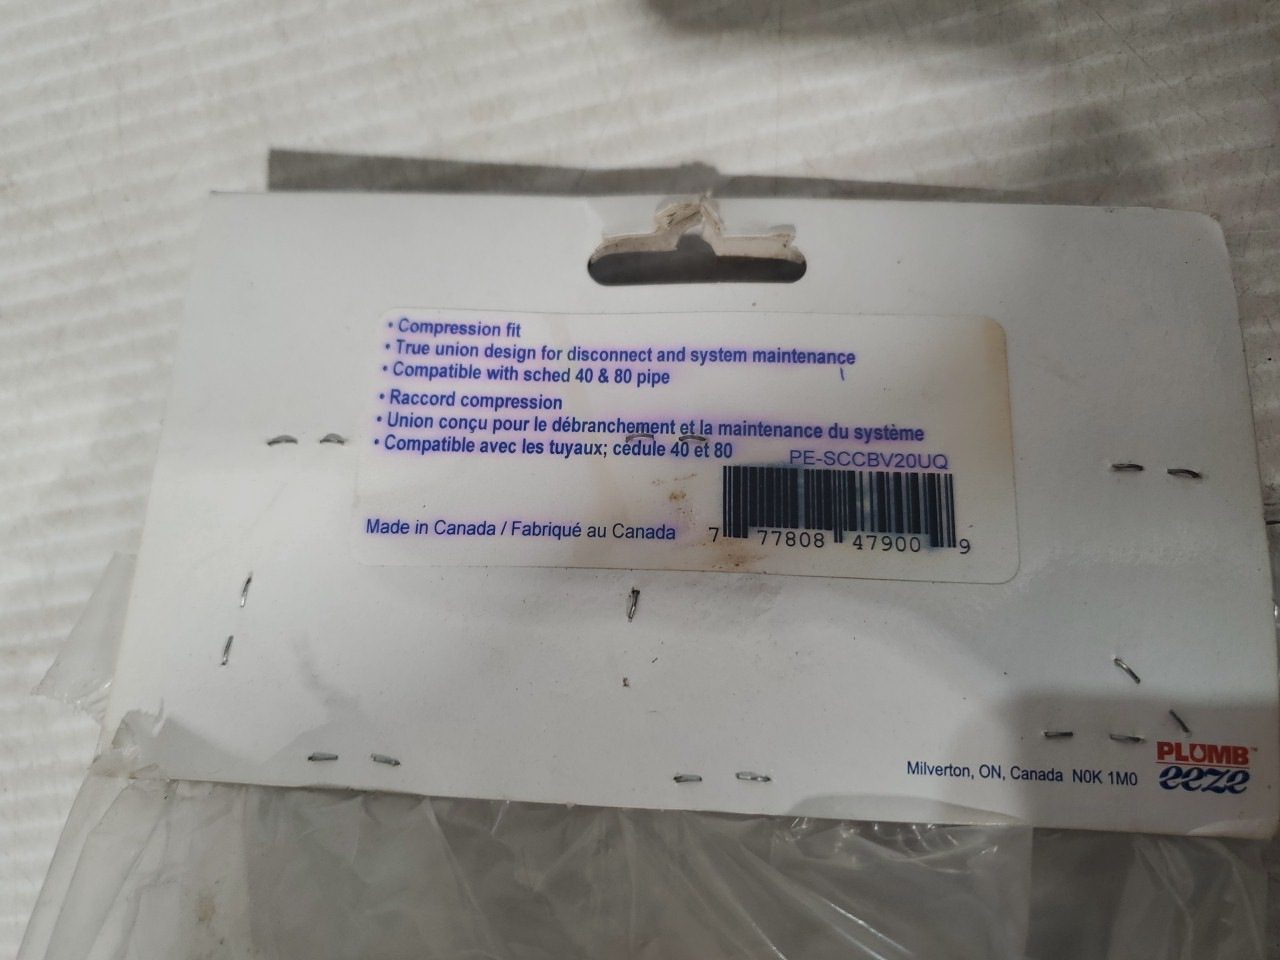 • Compression fit
• True union design for disconnect and system maintenance
• Compatible with sched 40 & 80 pipe
• Raccord compression
• Union conçu pour le débranchement et la maintenance du système
• Compatible avec les tuyaux; cédule 40 et 80
PE-SCCBV20UQ
Made in Canada / Fabriqué au Canada
7 77808 47900 9
Milverton, ON, Canada N0K 1M0
PLUMB™
eeze